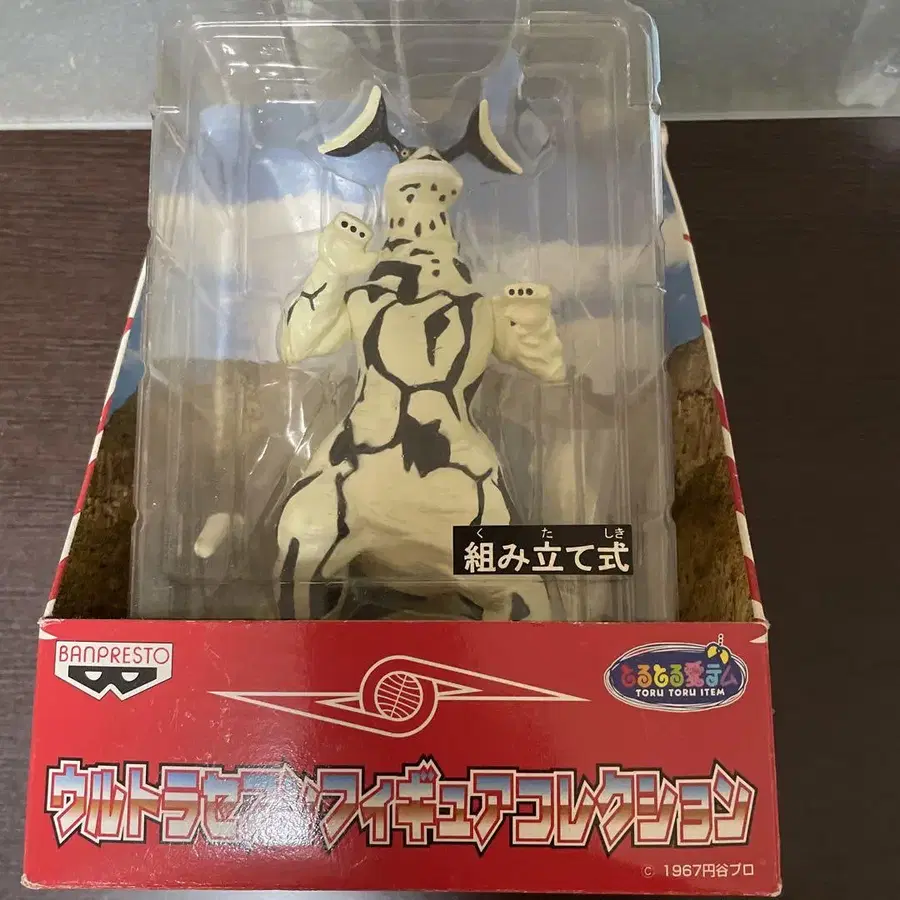 く た しき
組み立て式
BANPRESTO
とるとる愛テム
TORU TORU ITEM
ウルトラセブンフィギュアコレクション
© 1967円谷プロ